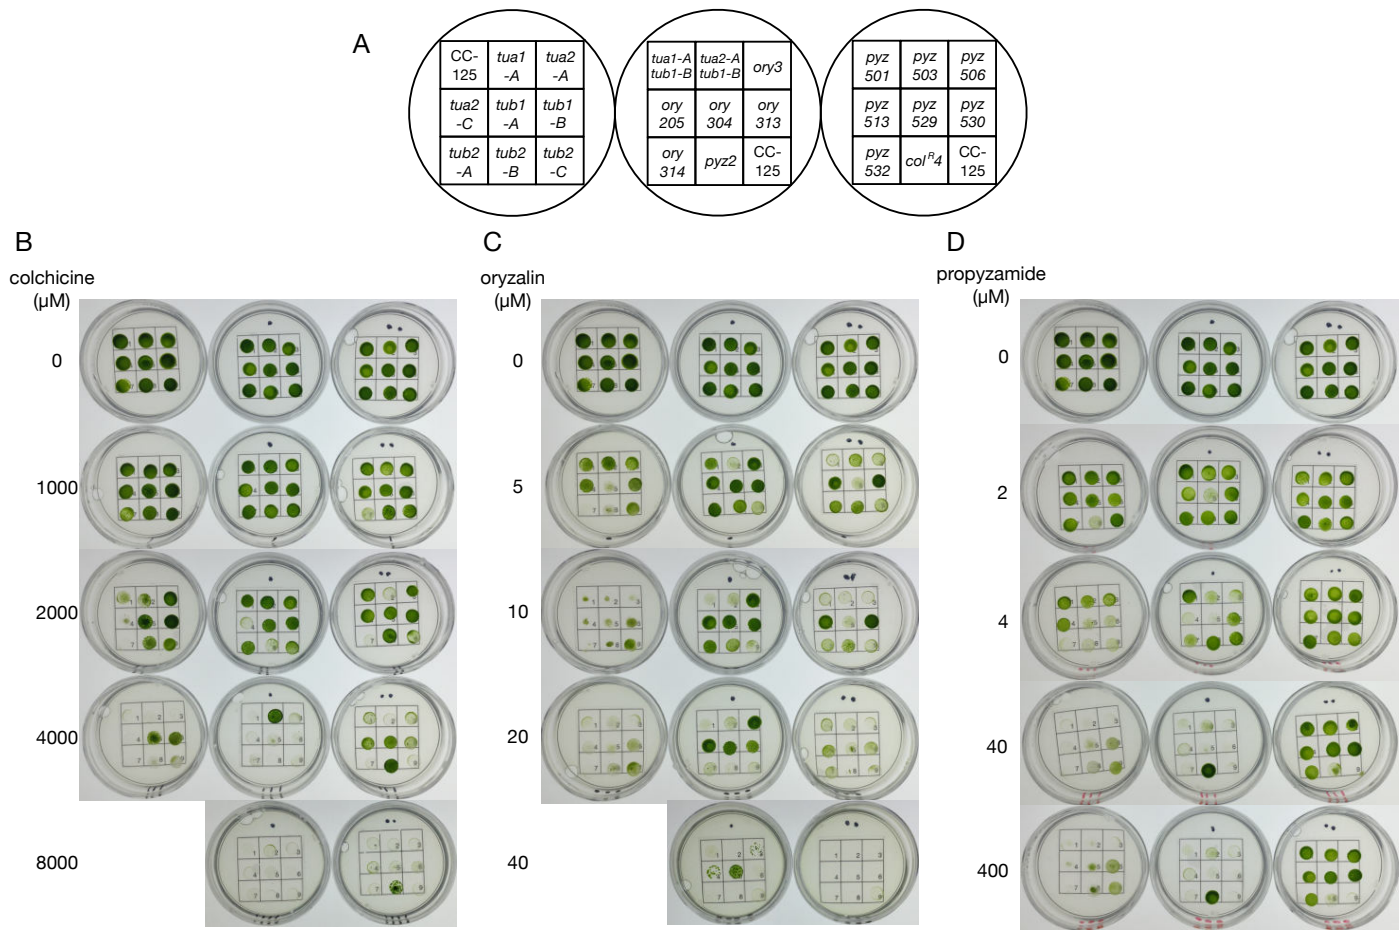 A
CC-
125
tua1
-A
tua2
-A
tua2
-C
tub1
-A
tub1
-B
tub2
-A
tub2
-B
tub2
-C
tua1-A
tub1-B
tua2-A
tub1-B
ory3
ory
205
ory
304
ory
313
ory
314
pyz2
CC-
125
pyz
501
pyz
503
pyz
506
pyz
513
pyz
529
pyz
530
pyz
532
col^R4
CC-
125
B
colchicine
(µM)
0
1000
2000
4000
8000
C
oryzalin
(µM)
0
5
10
20
40
D
propyzamide
(µM)
0
2
4
40
400